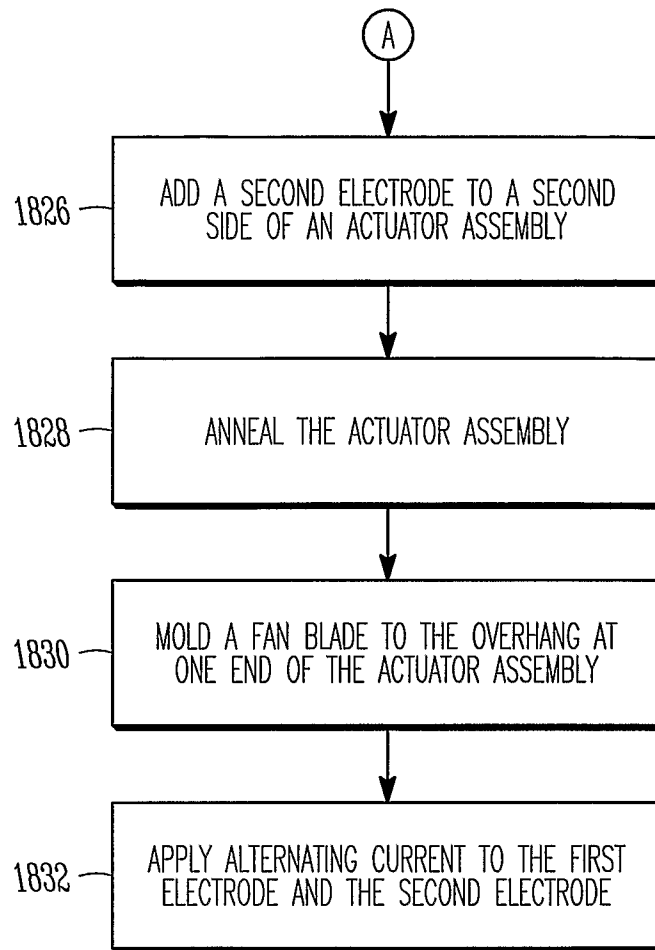 A
1826
ADD A SECOND ELECTRODE TO A SECOND
SIDE OF AN ACTUATOR ASSEMBLY
1828
ANNEAL THE ACTUATOR ASSEMBLY
1830
MOLD A FAN BLADE TO THE OVERHANG AT
ONE END OF THE ACTUATOR ASSEMBLY
1832
APPLY ALTERNATING CURRENT TO THE FIRST
ELECTRODE AND THE SECOND ELECTRODE